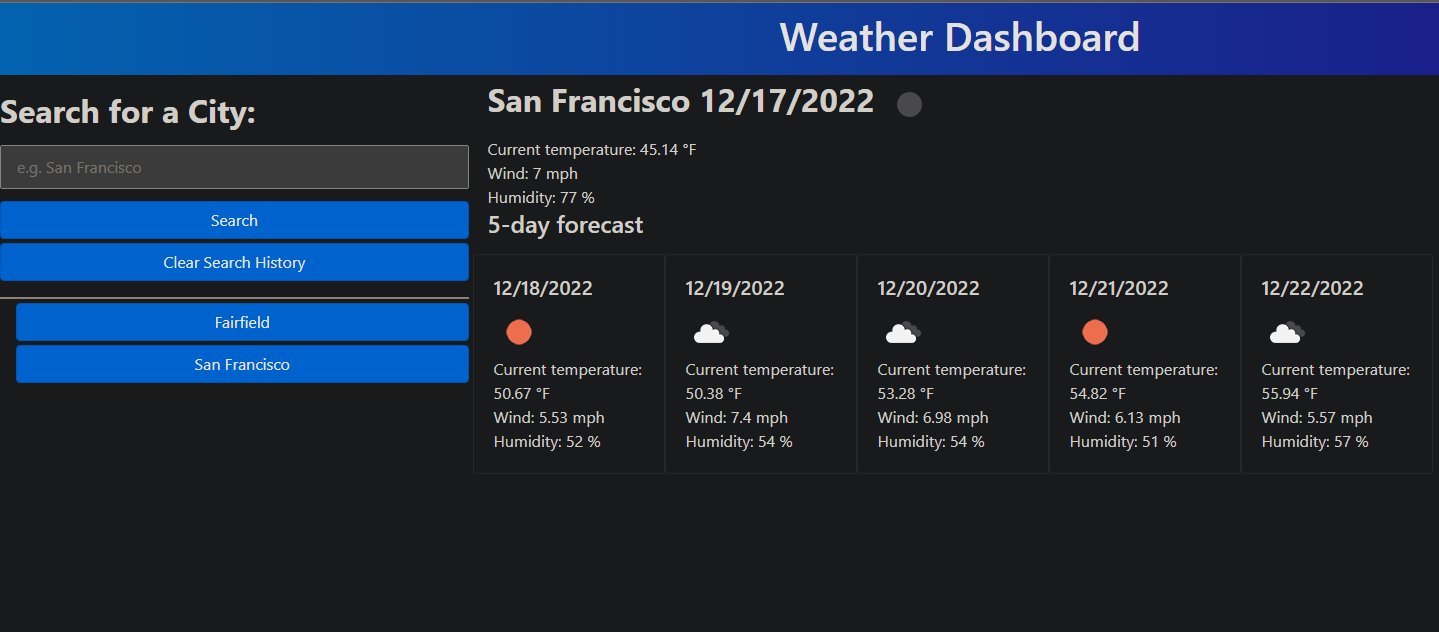 Weather Dashboard
Search for a City:
e.g. San Francisco
Search
Clear Search History
Fairfield
San Francisco
San Francisco 12/17/2022
Current temperature: 45.14 °F
Wind: 7 mph
Humidity: 77 %
5-day forecast
12/18/2022
Current temperature:
50.67 °F
Wind: 5.53 mph
Humidity: 52 %
12/19/2022
Current temperature:
50.38 °F
Wind: 7.4 mph
Humidity: 54 %
12/20/2022
Current temperature:
53.28 °F
Wind: 6.98 mph
Humidity: 54 %
12/21/2022
Current temperature:
54.82 °F
Wind: 6.13 mph
Humidity: 51 %
12/22/2022
Current temperature:
55.94 °F
Wind: 5.57 mph
Humidity: 57 %